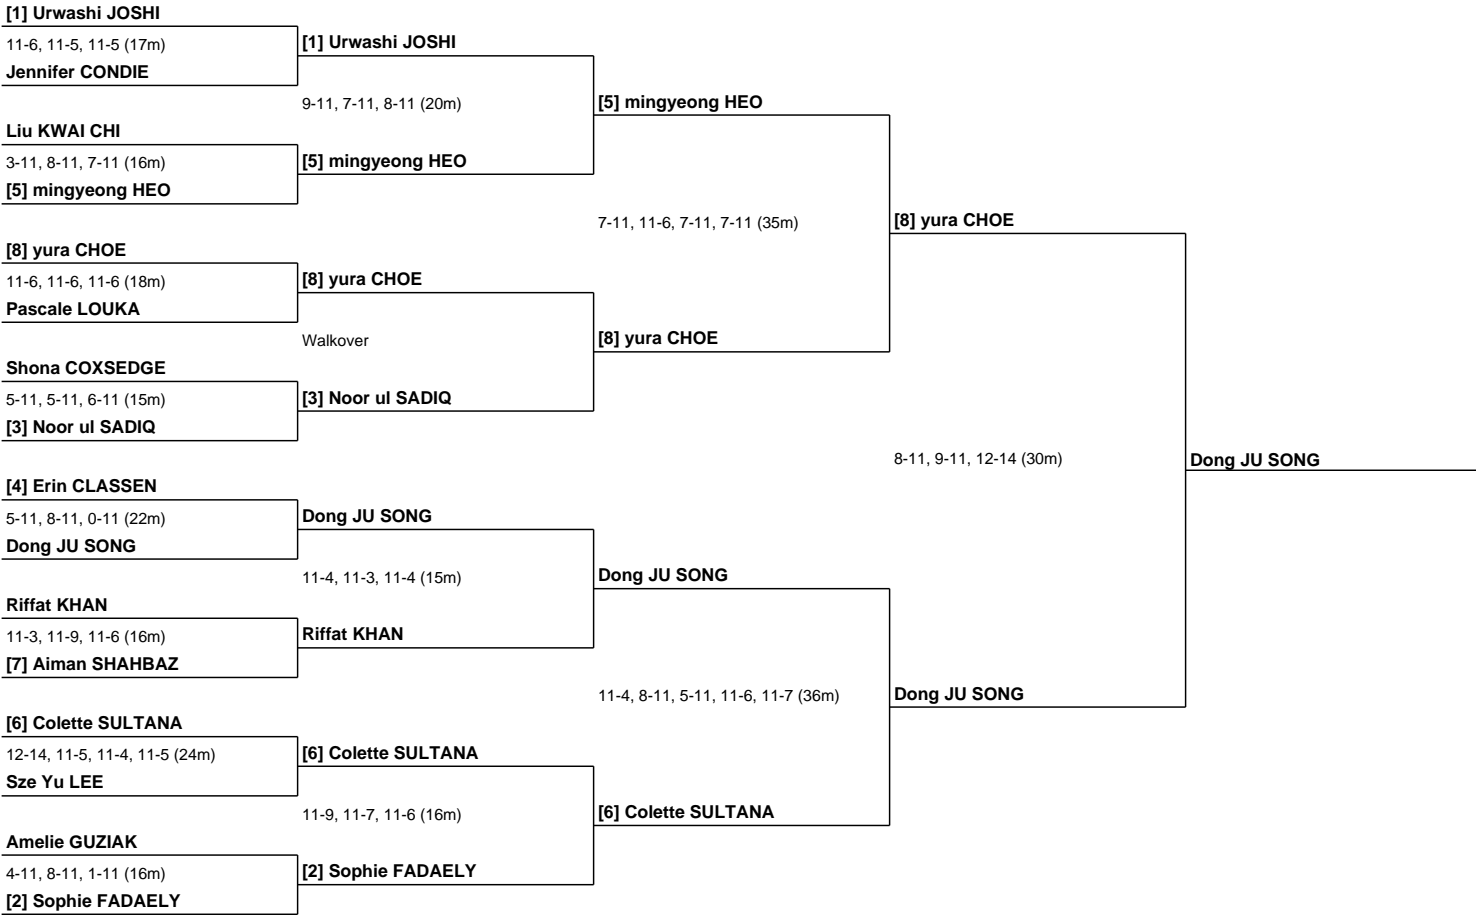 [1] Urwashi JOSHI
11-6, 11-5, 11-5 (17m)
Jennifer CONDIE
Liu KWAI CHI
3-11, 8-11, 7-11 (16m)
[5] mingyeong HEO
[8] yura CHOE
11-6, 11-6, 11-6 (18m)
Pascale LOUKA
Shona COXSEDGE
5-11, 5-11, 6-11 (15m)
[3] Noor ul SADIQ
[4] Erin CLASSEN
5-11, 8-11, 0-11 (22m)
Dong JU SONG
Riffat KHAN
11-3, 11-9, 11-6 (16m)
[7] Aiman SHAHBAZ
[6] Colette SULTANA
12-14, 11-5, 11-4, 11-5 (24m)
Sze Yu LEE
Amelie GUZIAK
4-11, 8-11, 1-11 (16m)
[2] Sophie FADAELY
[1] Urwashi JOSHI
9-11, 7-11, 8-11 (20m)
[5] mingyeong HEO
[8] yura CHOE
Walkover
[3] Noor ul SADIQ
Dong JU SONG
11-4, 11-3, 11-4 (15m)
Riffat KHAN
[6] Colette SULTANA
11-9, 11-7, 11-6 (16m)
[2] Sophie FADAELY
[5] mingyeong HEO
7-11, 11-6, 7-11, 7-11 (35m)
[8] yura CHOE
Dong JU SONG
11-4, 8-11, 5-11, 11-6, 11-7 (36m)
[6] Colette SULTANA
[8] yura CHOE
8-11, 9-11, 12-14 (30m)
Dong JU SONG
Dong JU SONG